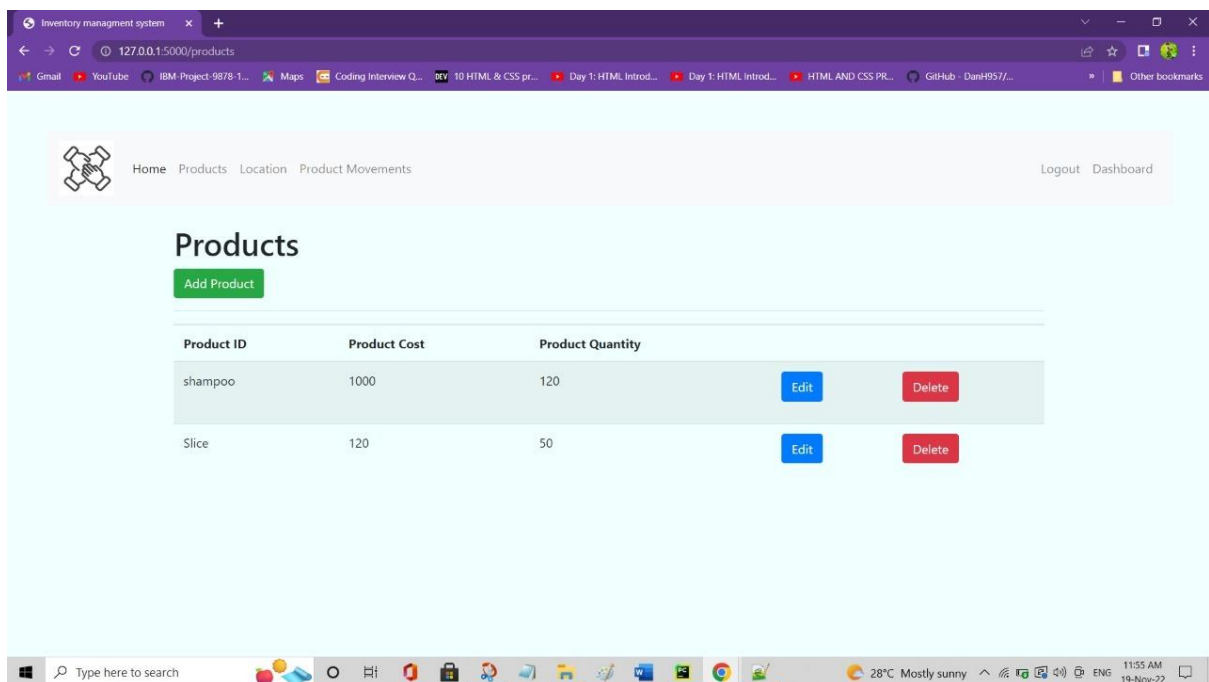 Inventory managment system
127.0.0.1:5000/products
Gmail YouTube IBM-Project-9878-1... Maps Coding Interview Q... DEV 10 HTML & CSS pr... Day 1: HTML Introd... Day 1: HTML Introd... HTML AND CSS PR... GitHub - DanH957/... » Other bookmarks
Home Products Location Product Movements Logout Dashboard
Products
Add Product
Product ID Product Cost Product Quantity
shampoo 1000 120 Edit Delete
Slice 120 50 Edit Delete
Type here to search 28°C Mostly sunny ENG 11:55 AM
19-Nov-22